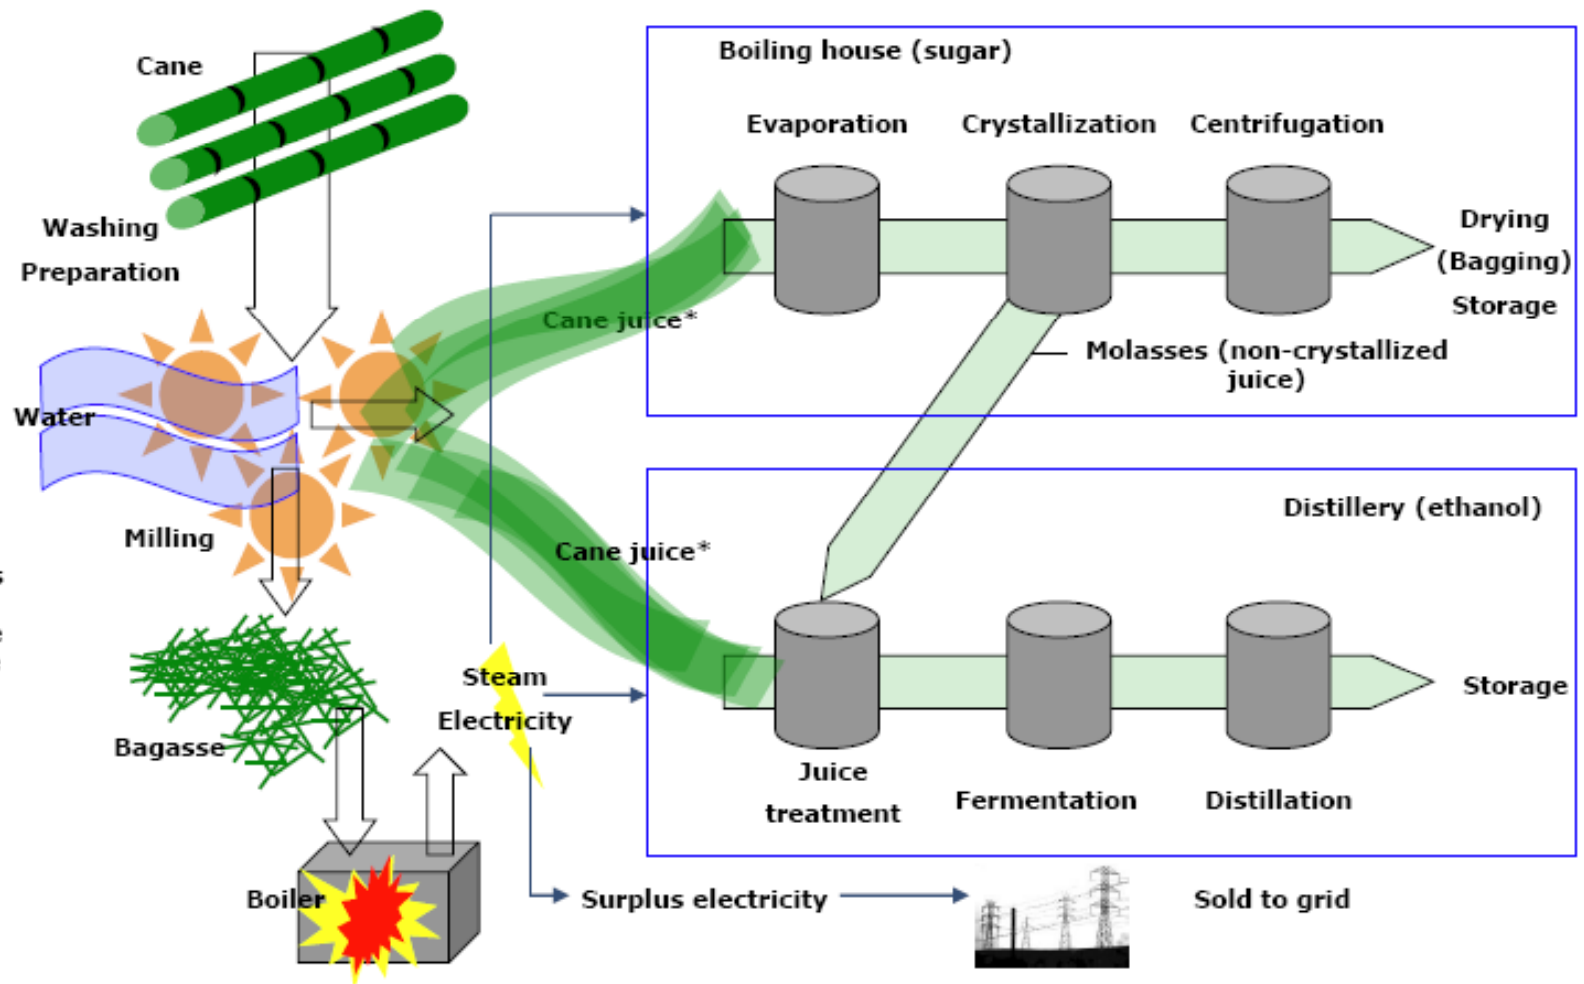 Cane
Washing
Preparation
Water
Milling
Bagasse
Boiler
Steam
Electricity
Cane juice*
Cane juice*
Boiling house (sugar)
Evaporation
Crystallization
Centrifugation
Drying
(Bagging)
Storage
Molasses (non-crystallized
juice)
Distillery (ethanol)
Juice
treatment
Fermentation
Distillation
Storage
Surplus electricity
Sold to grid